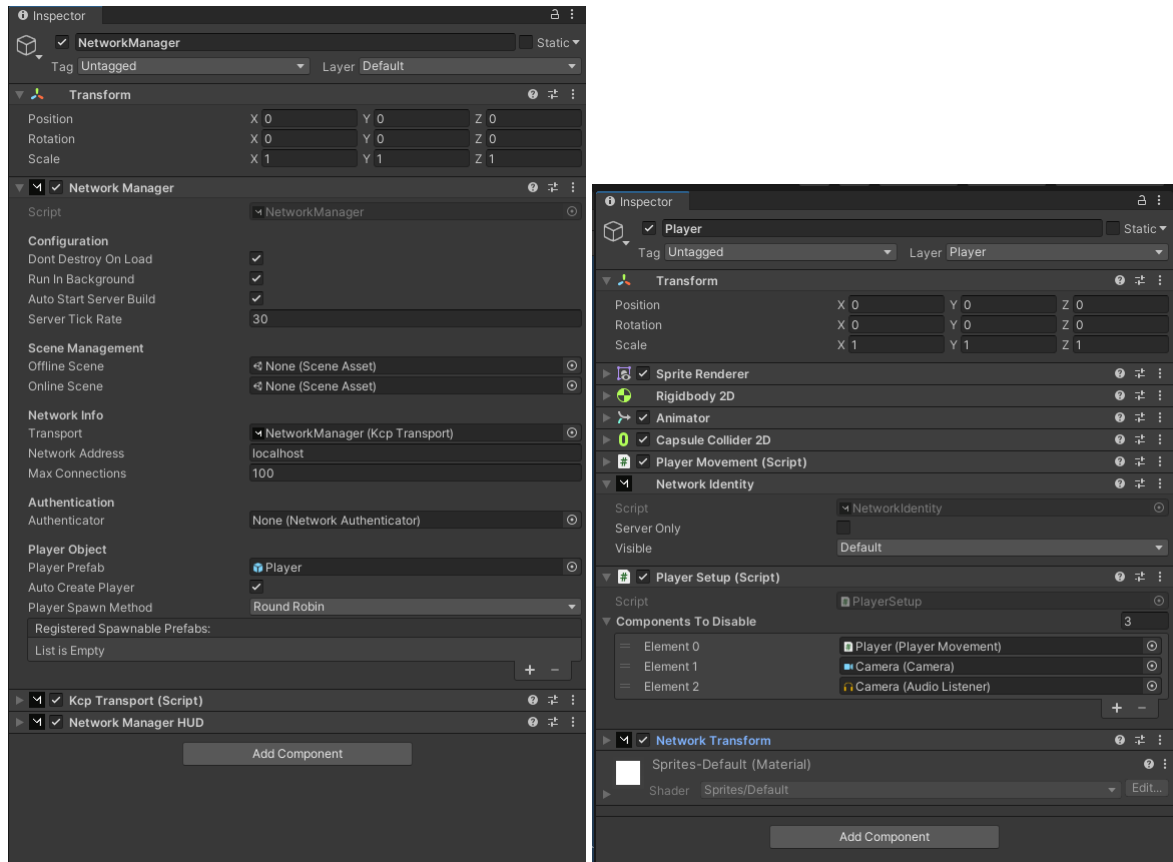 Inspector
NetworkManager Static
Tag Untagged Layer Default
Transform
Position X 0 Y 0 Z 0
Rotation X 0 Y 0 Z 0
Scale X 1 Y 1 Z 1
Network Manager
Script NetworkManager
Configuration
Dont Destroy On Load
Run In Background
Auto Start Server Build
Server Tick Rate 30
Scene Management
Offline Scene None (Scene Asset)
Online Scene None (Scene Asset)
Network Info
Transport NetworkManager (Kcp Transport)
Network Address localhost
Max Connections 100
Authentication
Authenticator None (Network Authenticator)
Player Object
Player Prefab Player
Auto Create Player
Player Spawn Method Round Robin
Registered Spawnable Prefabs:
List is Empty
+ −
Kcp Transport (Script)
Network Manager HUD
Add Component
Inspector
Player Static
Tag Untagged Layer Player
Transform
Position X 0 Y 0 Z 0
Rotation X 0 Y 0 Z 0
Scale X 1 Y 1 Z 1
Sprite Renderer
Rigidbody 2D
Animator
Capsule Collider 2D
Player Movement (Script)
Network Identity
Script NetworkIdentity
Server Only
Visible Default
Player Setup (Script)
Script PlayerSetup
Components To Disable 3
Element 0 Player (Player Movement)
Element 1 Camera (Camera)
Element 2 Camera (Audio Listener)
+ −
Network Transform
Sprites-Default (Material)
Shader Sprites/Default Edit...
Add Component